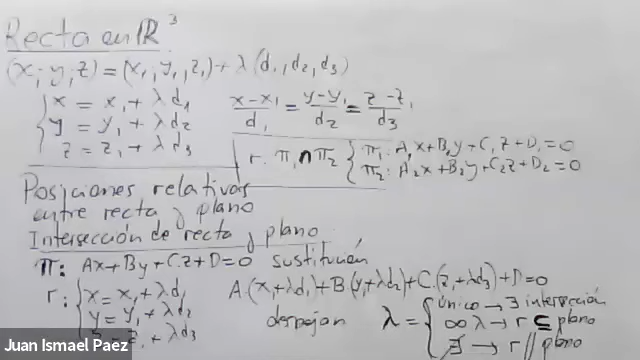 Recta en ℝ³
(x; y, z) = (x₁; y₁, z₁) + λ (d₁, d₂, d₃)
{ x = x₁ + λ d₁
y = y₁ + λ d₂
z = z₁ + λ d₃
x-x₁/d₁ = y-y₁/d₂ = z-z₁/d₃
r: π₁ ∩ π₂ { π₁: A₁x+B₁y+C₁z+D₁=0
π₂: A₂x+B₂y+C₂z+D₂=0
Posiciones relativas
entre recta y plano
Intersección de recta y plano
π: Ax+By+C.z+D=0 sustituyen
r: { x = x₁ + λd₁
y = y₁ + λd₂
z = z₁ + λd₃
A.(x₁+λd₁)+B.(y₁+λd₂)+C.(z₁+λd₃)+D=0
despejan λ = { único → ∃ intersección
∞ λ → r ⊆ plano
∄ → r // plano
Juan Ismael Paez